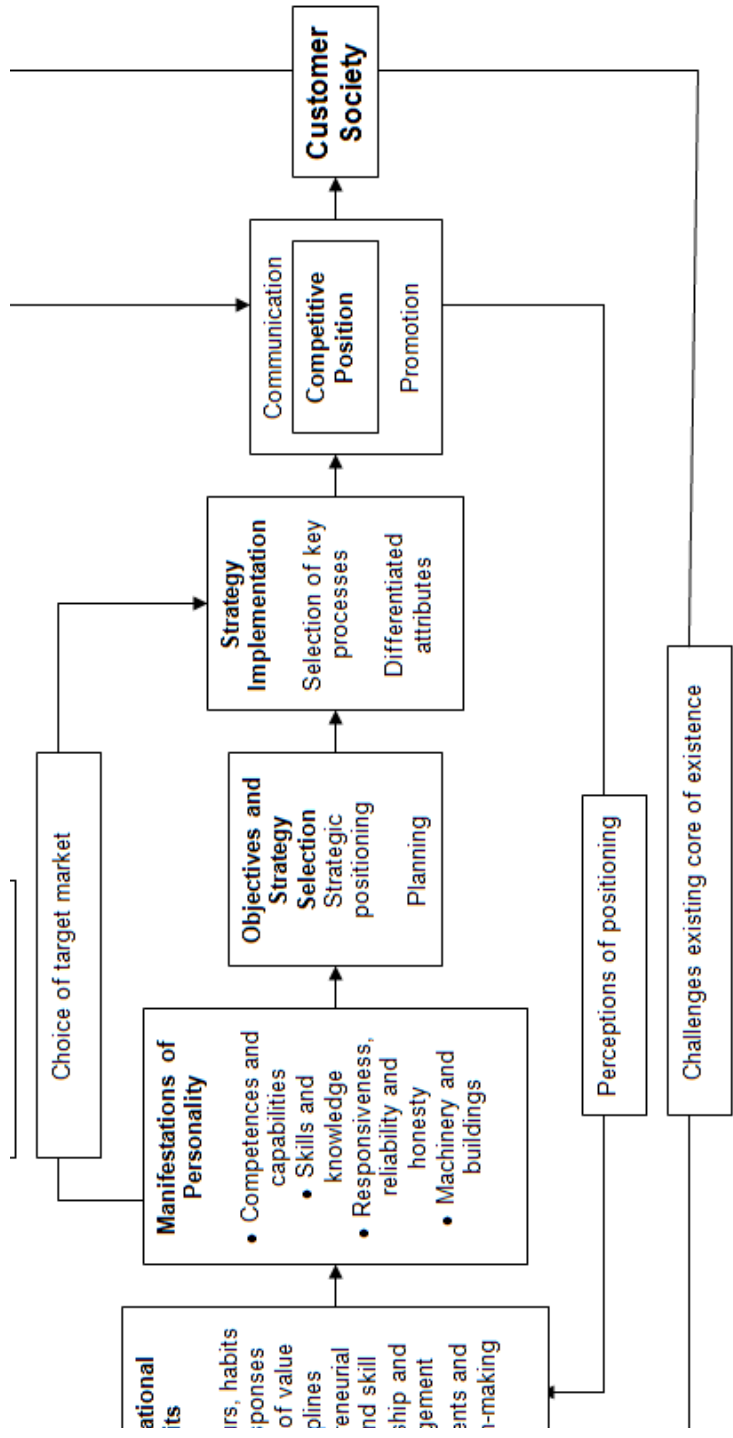 Choice of target market
ational
its
rs, habits
sponses
of value
plines
reneurial
nd skill
ship and
gement
ents and
n-making
Manifestations of
Personality
• Competences and
capabilities
• Skills and
knowledge
• Responsiveness,
reliability and
honesty
• Machinery and
buildings
Objectives and
Strategy
Selection
Strategic
positioning
Planning
Strategy
Implementation
Selection of key
processes
Differentiated
attributes
Communication
Competitive
Position
Promotion
Customer
Society
Perceptions of positioning
Challenges existing core of existence